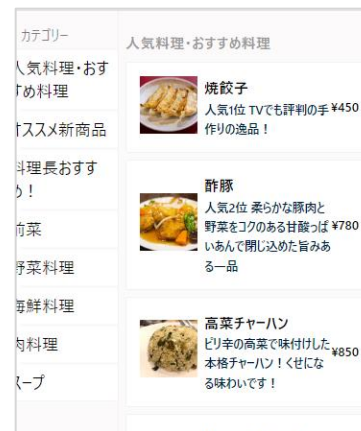 カテゴリー
人気料理・おす
すめ料理
オススメ新商品
料理長おすす
め！
前菜
野菜料理
海鮮料理
肉料理
スープ
人気料理・おすすめ料理
焼餃子
人気1位 TVでも評判の手
作りの逸品！
¥450
酢豚
人気2位 柔らかな豚肉と
野菜をコクのある甘酸っぱ
いあんで閉じ込めた旨みあ
る一品
¥780
高菜チャーハン
ピリ辛の高菜で味付けした
本格チャーハン！くせにな
る味わいです！
¥850